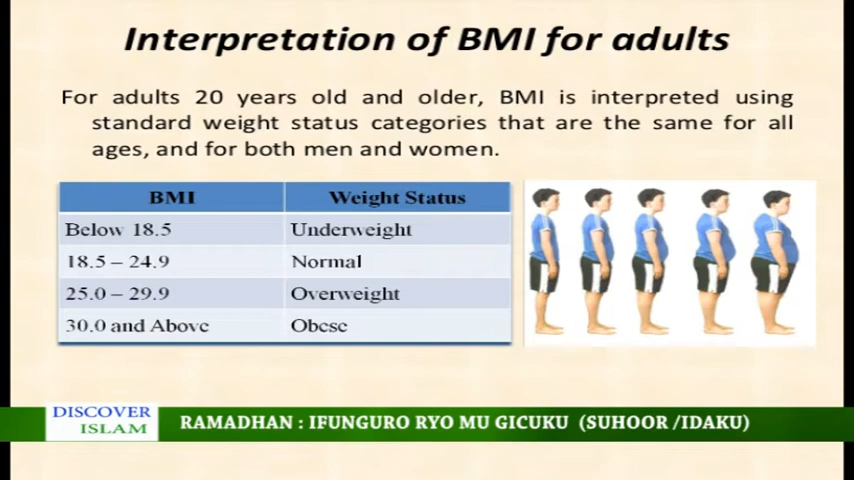 Interpretation of BMI for adults
For adults 20 years old and older, BMI is interpreted using
standard weight status categories that are the same for all
ages, and for both men and women.
BMI Weight Status
Below 18.5 Underweight
18.5 – 24.9 Normal
25.0 – 29.9 Overweight
30.0 and Above Obese
DISCOVER
ISLAM
RAMADHAN : IFUNGURO RYO MU GICUKU (SUHOOR /IDAKU)